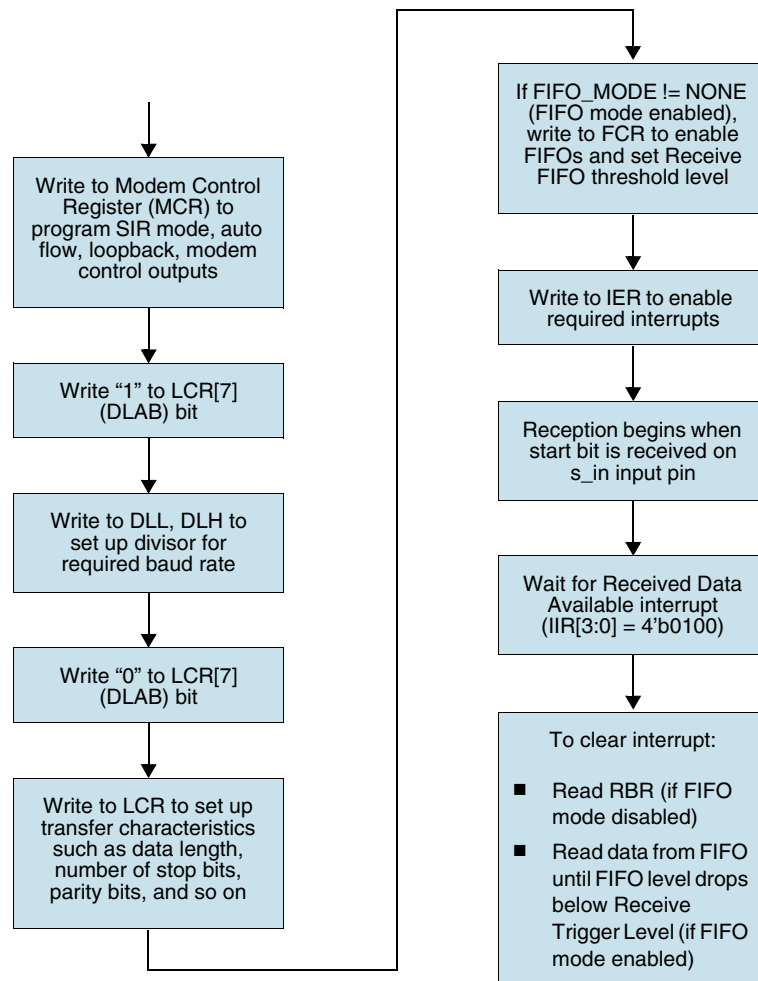 Write to Modem Control
Register (MCR) to
program SIR mode, auto
flow, loopback, modem
control outputs
Write “1” to LCR[7]
(DLAB) bit
Write to DLL, DLH to
set up divisor for
required baud rate
Write “0” to LCR[7]
(DLAB) bit
Write to LCR to set up
transfer characteristics
such as data length,
number of stop bits,
parity bits, and so on
If FIFO_MODE != NONE
(FIFO mode enabled),
write to FCR to enable
FIFOs and set Receive
FIFO threshold level
Write to IER to enable
required interrupts
Reception begins when
start bit is received on
s_in input pin
Wait for Received Data
Available interrupt
(IIR[3:0] = 4’b0100)
To clear interrupt:
■ Read RBR (if FIFO
mode disabled)
■ Read data from FIFO
until FIFO level drops
below Receive
Trigger Level (if FIFO
mode enabled)